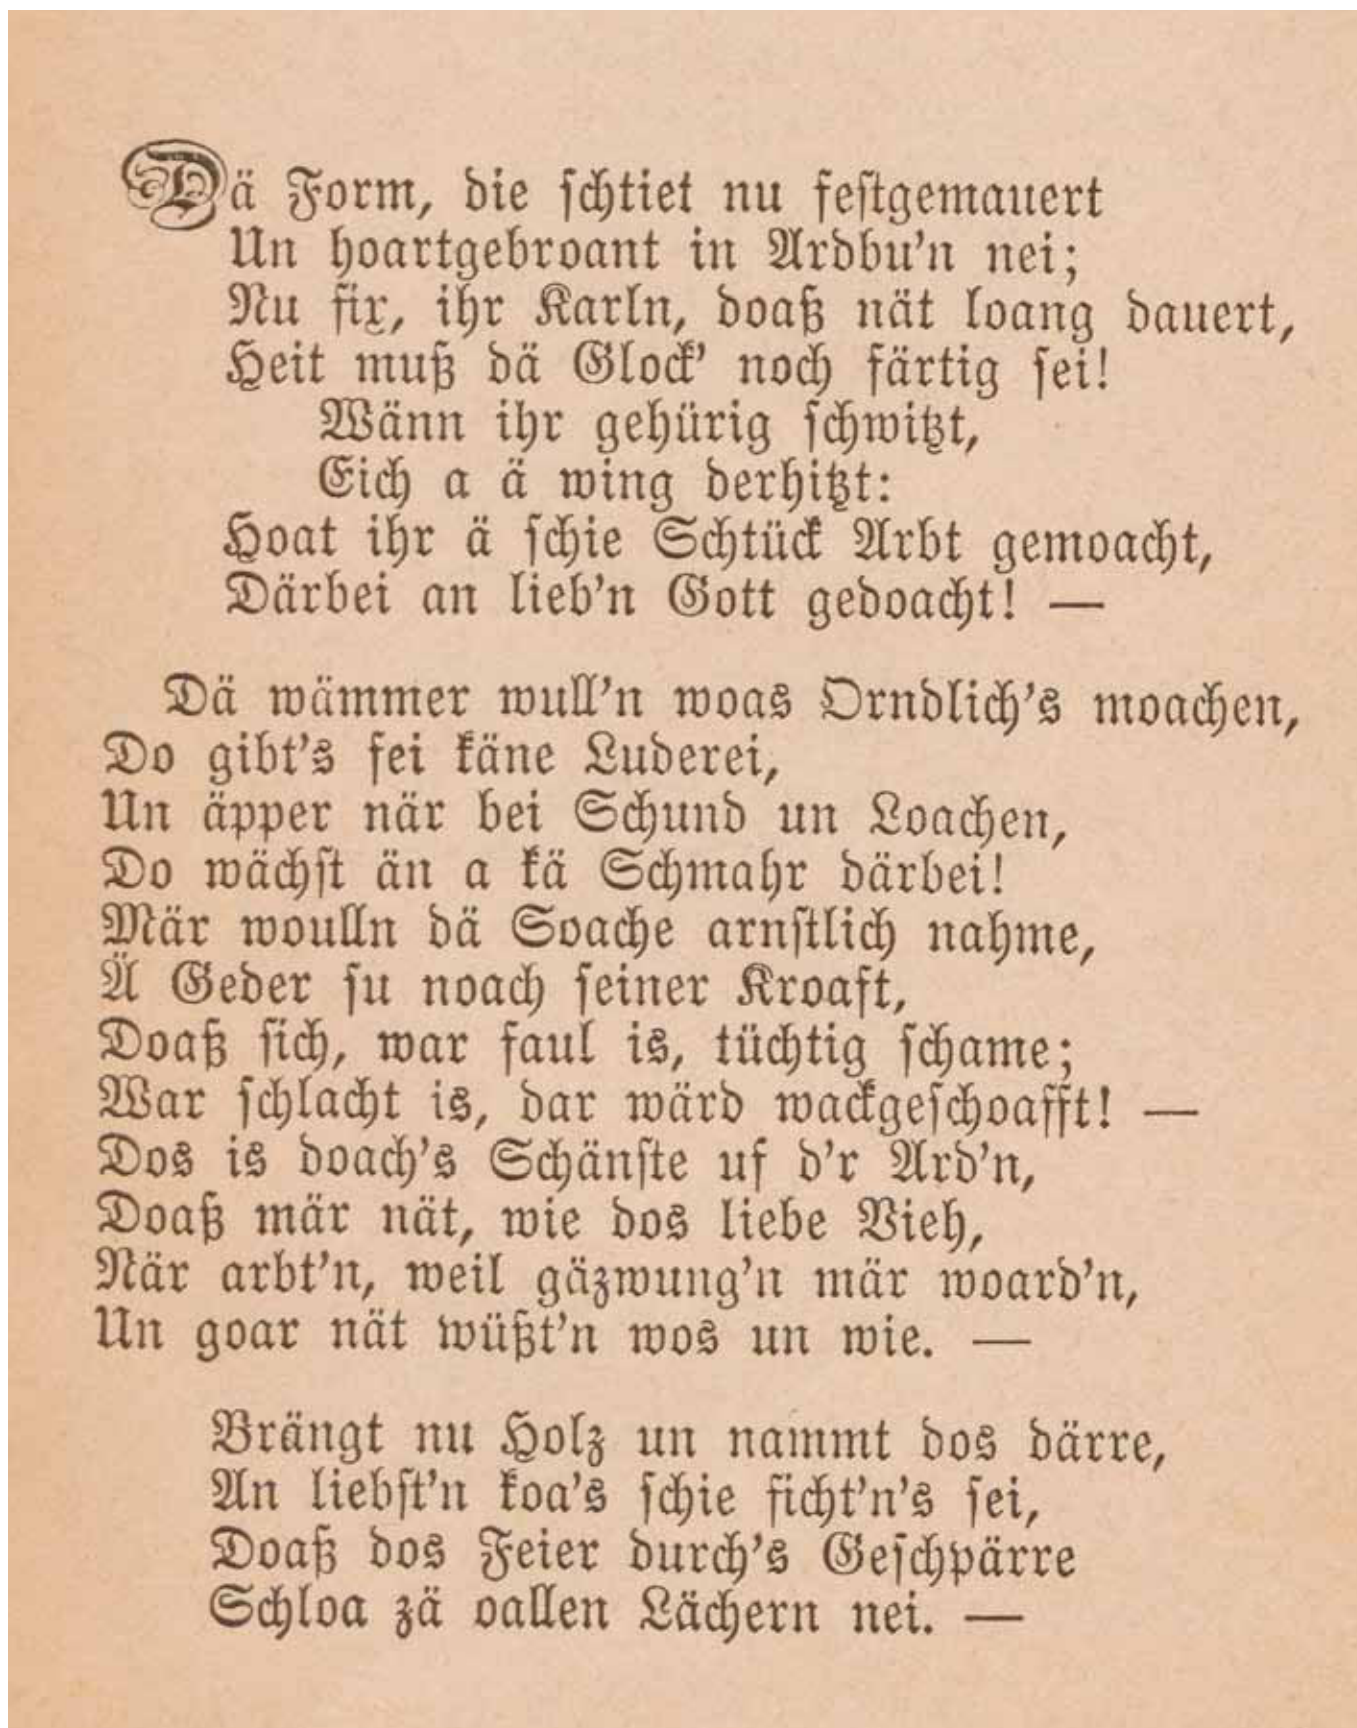 Dä Form, die schtiet nu festgemauert
Un hoartgebroant in Ardbu'n nei;
Nu fix, ihr Karln, doaß nät loang dauert,
Heit muß dä Glock' noch färtig sei!
Wänn ihr gehürig schwitzt,
Eich a ä wing derhitzt:
Hoat ihr ä schie Schtück Arbt gemoacht,
Därbei an lieb'n Gott gedoacht! —
Dä wämmer wull'n woas Orndlich's moachen,
Do gibt's sei käne Luderei,
Un äpper när bei Schund un Loachen,
Do wächst än a kä Schmahr därbei!
Mär woulln dä Soache arnstlich nahme,
Ä Geder su noach seiner Kroaft,
Doaß sich, war faul is, tüchtig schame;
War schlacht is, dar wärd wackgeschoafft! —
Dos is doach's Schänste uf d'r Ard'n,
Doaß mär nät, wie dos liebe Vieh,
När arbt'n, weil gäzwung'n mär woard'n,
Un goar nät wüßt'n wos un wie. —
Brängt nu Holz un nammt dos därre,
An liebst'n koa's schie ficht'n's sei,
Doaß dos Feier durch's Geschpärre
Schloa zä oallen Lächern nei. —